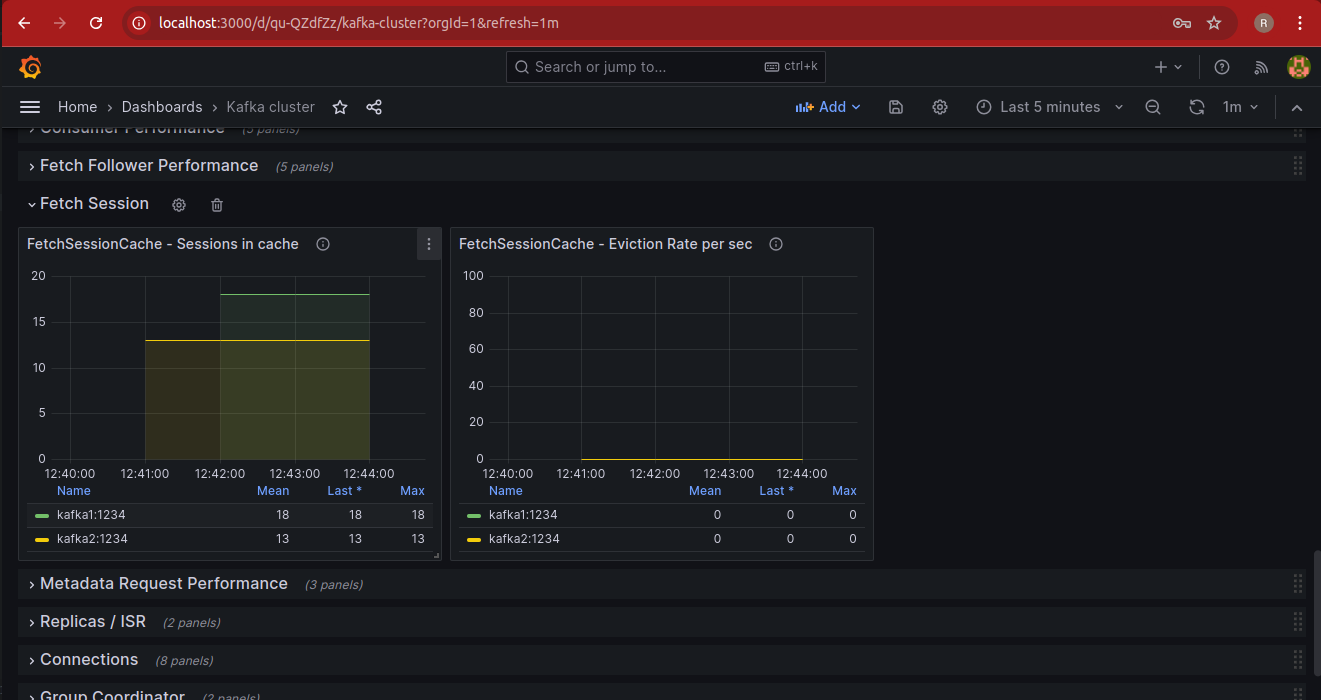 localhost:3000/d/qu-QZdfZz/kafka-cluster?orgId=1&refresh=1m
R
Search or jump to...
ctrl+k
Home › Dashboards › Kafka cluster
Add
Last 5 minutes
1m
Consumer Performance (5 panels)
Fetch Follower Performance (5 panels)
Fetch Session
FetchSessionCache - Sessions in cache
20
15
10
5
0
12:40:00 12:41:00 12:42:00 12:43:00 12:44:00
Name Mean Last * Max
kafka1:1234 18 18 18
kafka2:1234 13 13 13
FetchSessionCache - Eviction Rate per sec
100
80
60
40
20
0
12:40:00 12:41:00 12:42:00 12:43:00 12:44:00
Name Mean Last * Max
kafka1:1234 0 0 0
kafka2:1234 0 0 0
Metadata Request Performance (3 panels)
Replicas / ISR (2 panels)
Connections (8 panels)
Group Coordinator (2 panels)